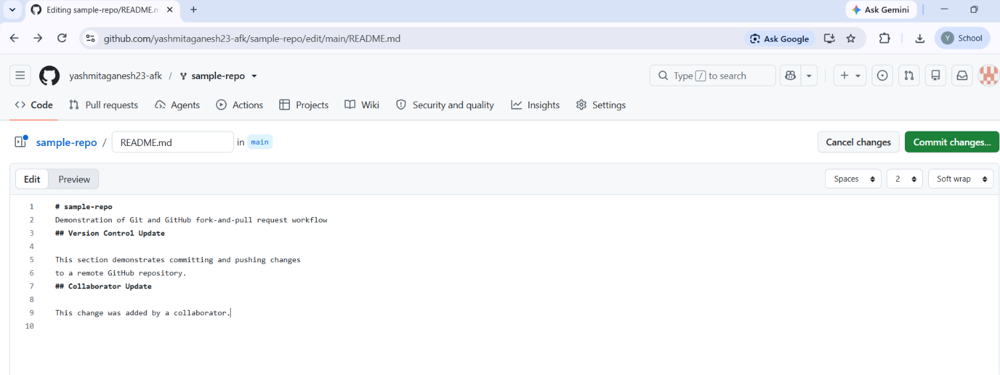 Editing sample-repo/README.m
Ask Gemini
github.com/yashmitaganesh23-afk/sample-repo/edit/main/README.md
Ask Google
Y School
yashmitaganesh23-afk / sample-repo
Type / to search
Code Pull requests Agents Actions Projects Wiki Security and quality Insights Settings
sample-repo / README.md in main
Cancel changes Commit changes...
Edit Preview
Spaces 2 Soft wrap
1 # sample-repo
2 Demonstration of Git and GitHub fork-and-pull request workflow
3 ## Version Control Update
4
5 This section demonstrates committing and pushing changes
6 to a remote GitHub repository.
7 ## Collaborator Update
8
9 This change was added by a collaborator.
10